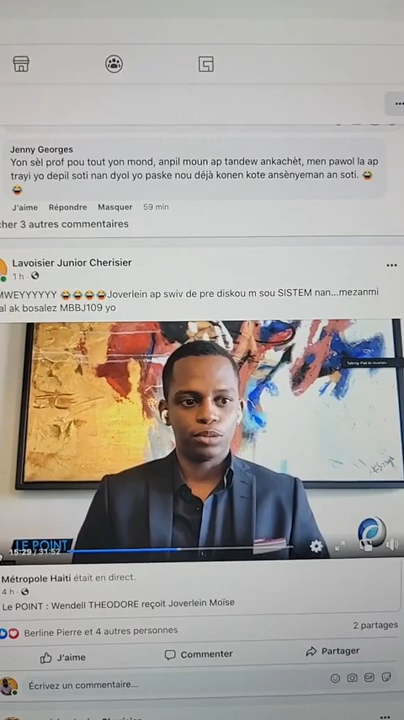 Jenny Georges
Yon sèl prof pou tout yon mond, anpil moun ap tandew ankachèt, men pawol la ap
trayi yo depil soti nan dyol yo paske nou déjà konen kote ansènyeman an soti. 😂
😂
J'aime Répondre Masquer 59 min
cher 3 autres commentaires
Lavoisier Junior Cherisier
1 h
MWEYYYYYY 😂😂😂😂Joverlein ap swiv de pre diskou m sou SISTEM nan...mezanmi
al ak bosalez MBBJ109 yo
LE POINT
15:29 / 31:52
Métropole Haiti était en direct.
4 h
Le POINT : Wendell THEODORE reçoit Joverlein Moïse
Berline Pierre et 4 autres personnes
2 partages
J'aime
Commenter
Partager
Écrivez un commentaire...